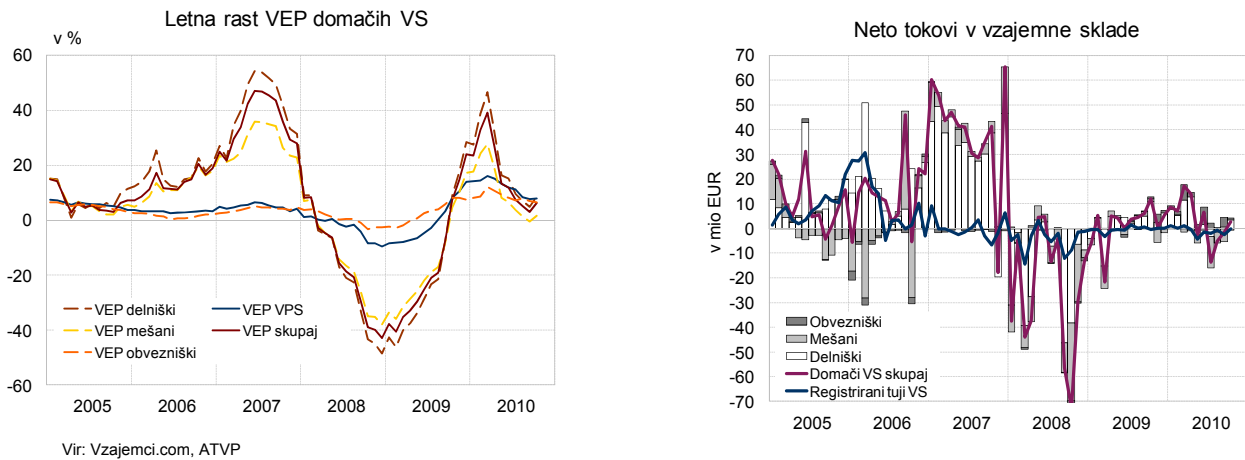 Letna rast VEP domačih VS
v %
60
40
20
0
-20
-40
-60
VEP delniški
VEP VPS
VEP mešani
VEP skupaj
VEP obvezniški
2005 2006 2007 2008 2009 2010
Vir: Vzajemci.com, ATVP
Neto tokovi v vzajemne sklade
v mio EUR
70
60
50
40
30
20
10
0
-10
-20
-30
-40
-50
-60
-70
Obvezniški
Mešani
Delniški
Domači VS skupaj
Registrirani tuji VS
2005 2006 2007 2008 2009 2010